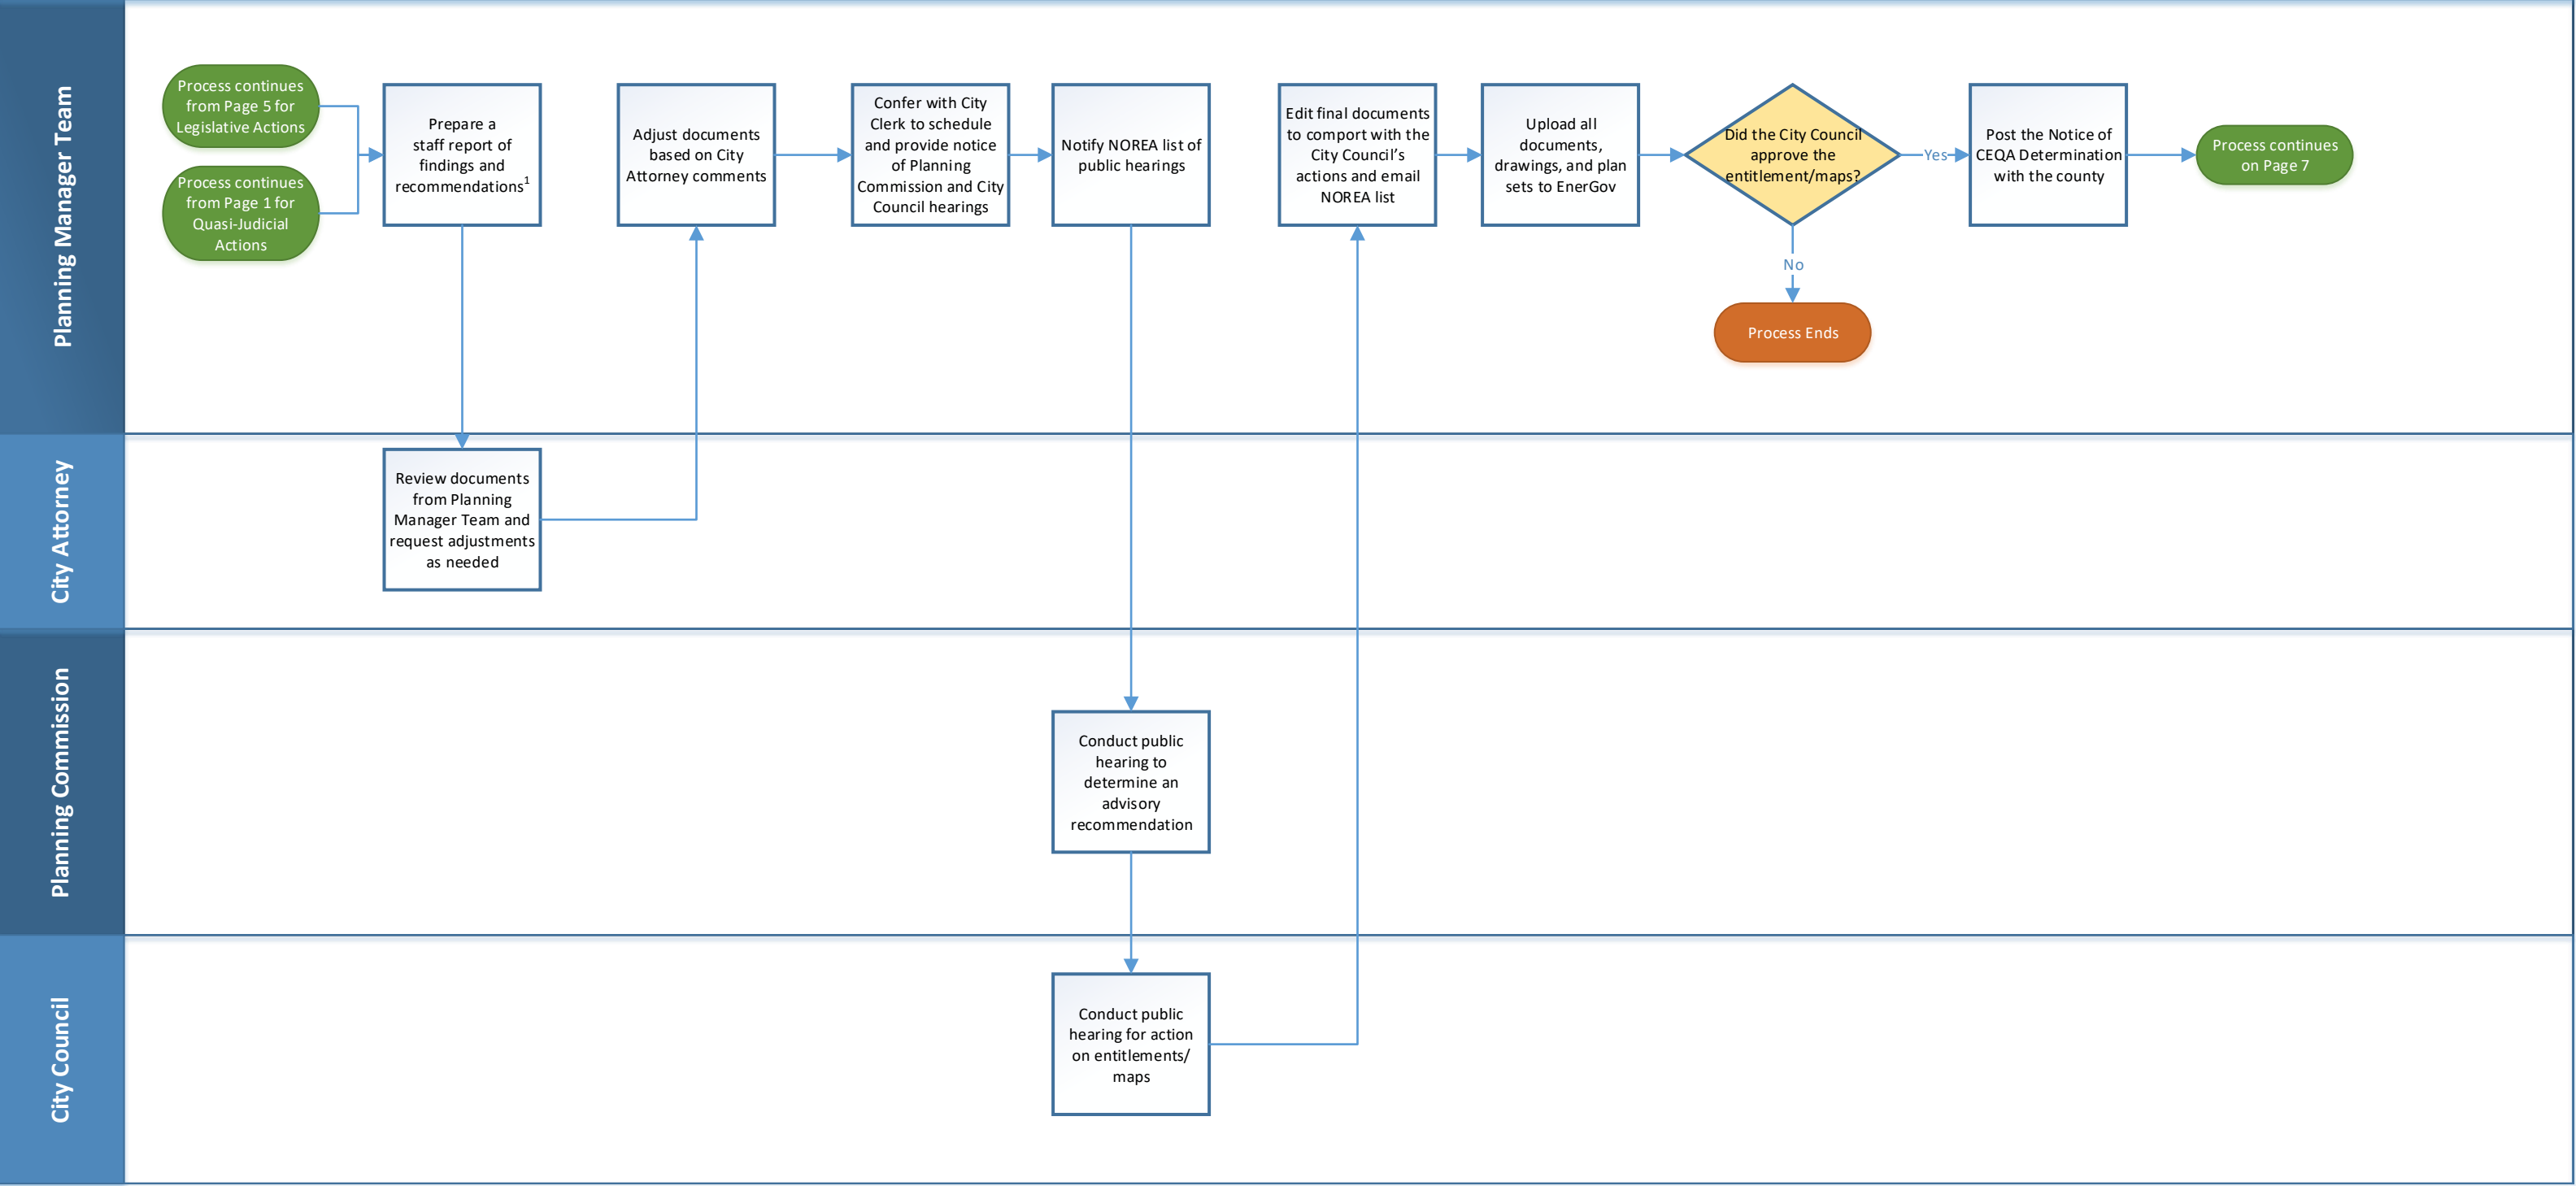 Planning Manager Team
Process continues
from Page 5 for
Legislative Actions
Process continues
from Page 1 for
Quasi-Judicial
Actions
Prepare a
staff report of
findings and
recommendations1
Adjust documents
based on City
Attorney comments
Confer with City
Clerk to schedule
and provide notice
of Planning
Commission and City
Council hearings
Notify NOREA list of
public hearings
Edit final documents
to comport with the
City Council’s
actions and email
NOREA list
Upload all
documents,
drawings, and plan
sets to EnerGov
Did the City Council
approve the
entitlement/maps?
Yes
No
Process Ends
Post the Notice of
CEQA Determination
with the county
Process continues
on Page 7
City Attorney
Review documents
from Planning
Manager Team and
request adjustments
as needed
Planning Commission
Conduct public
hearing to
determine an
advisory
recommendation
City Council
Conduct public
hearing for action
on entitlements/
maps